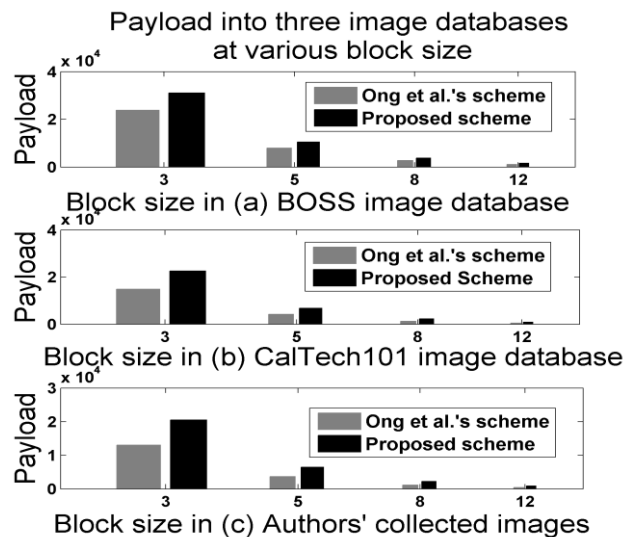 Payload into three image databases
at various block size
x 10^4
4
2
0
Payload
Ong et al.'s scheme
Proposed scheme
3 5 8 12
Block size in (a) BOSS image database
x 10^4
4
2
0
Payload
Ong et al.'s scheme
Proposed Scheme
3 5 8 12
Block size in (b) CalTech101 image database
x 10^4
3
2
1
0
Payload
Ong et al.'s scheme
Proposed scheme
3 5 8 12
Block size in (c) Authors' collected images